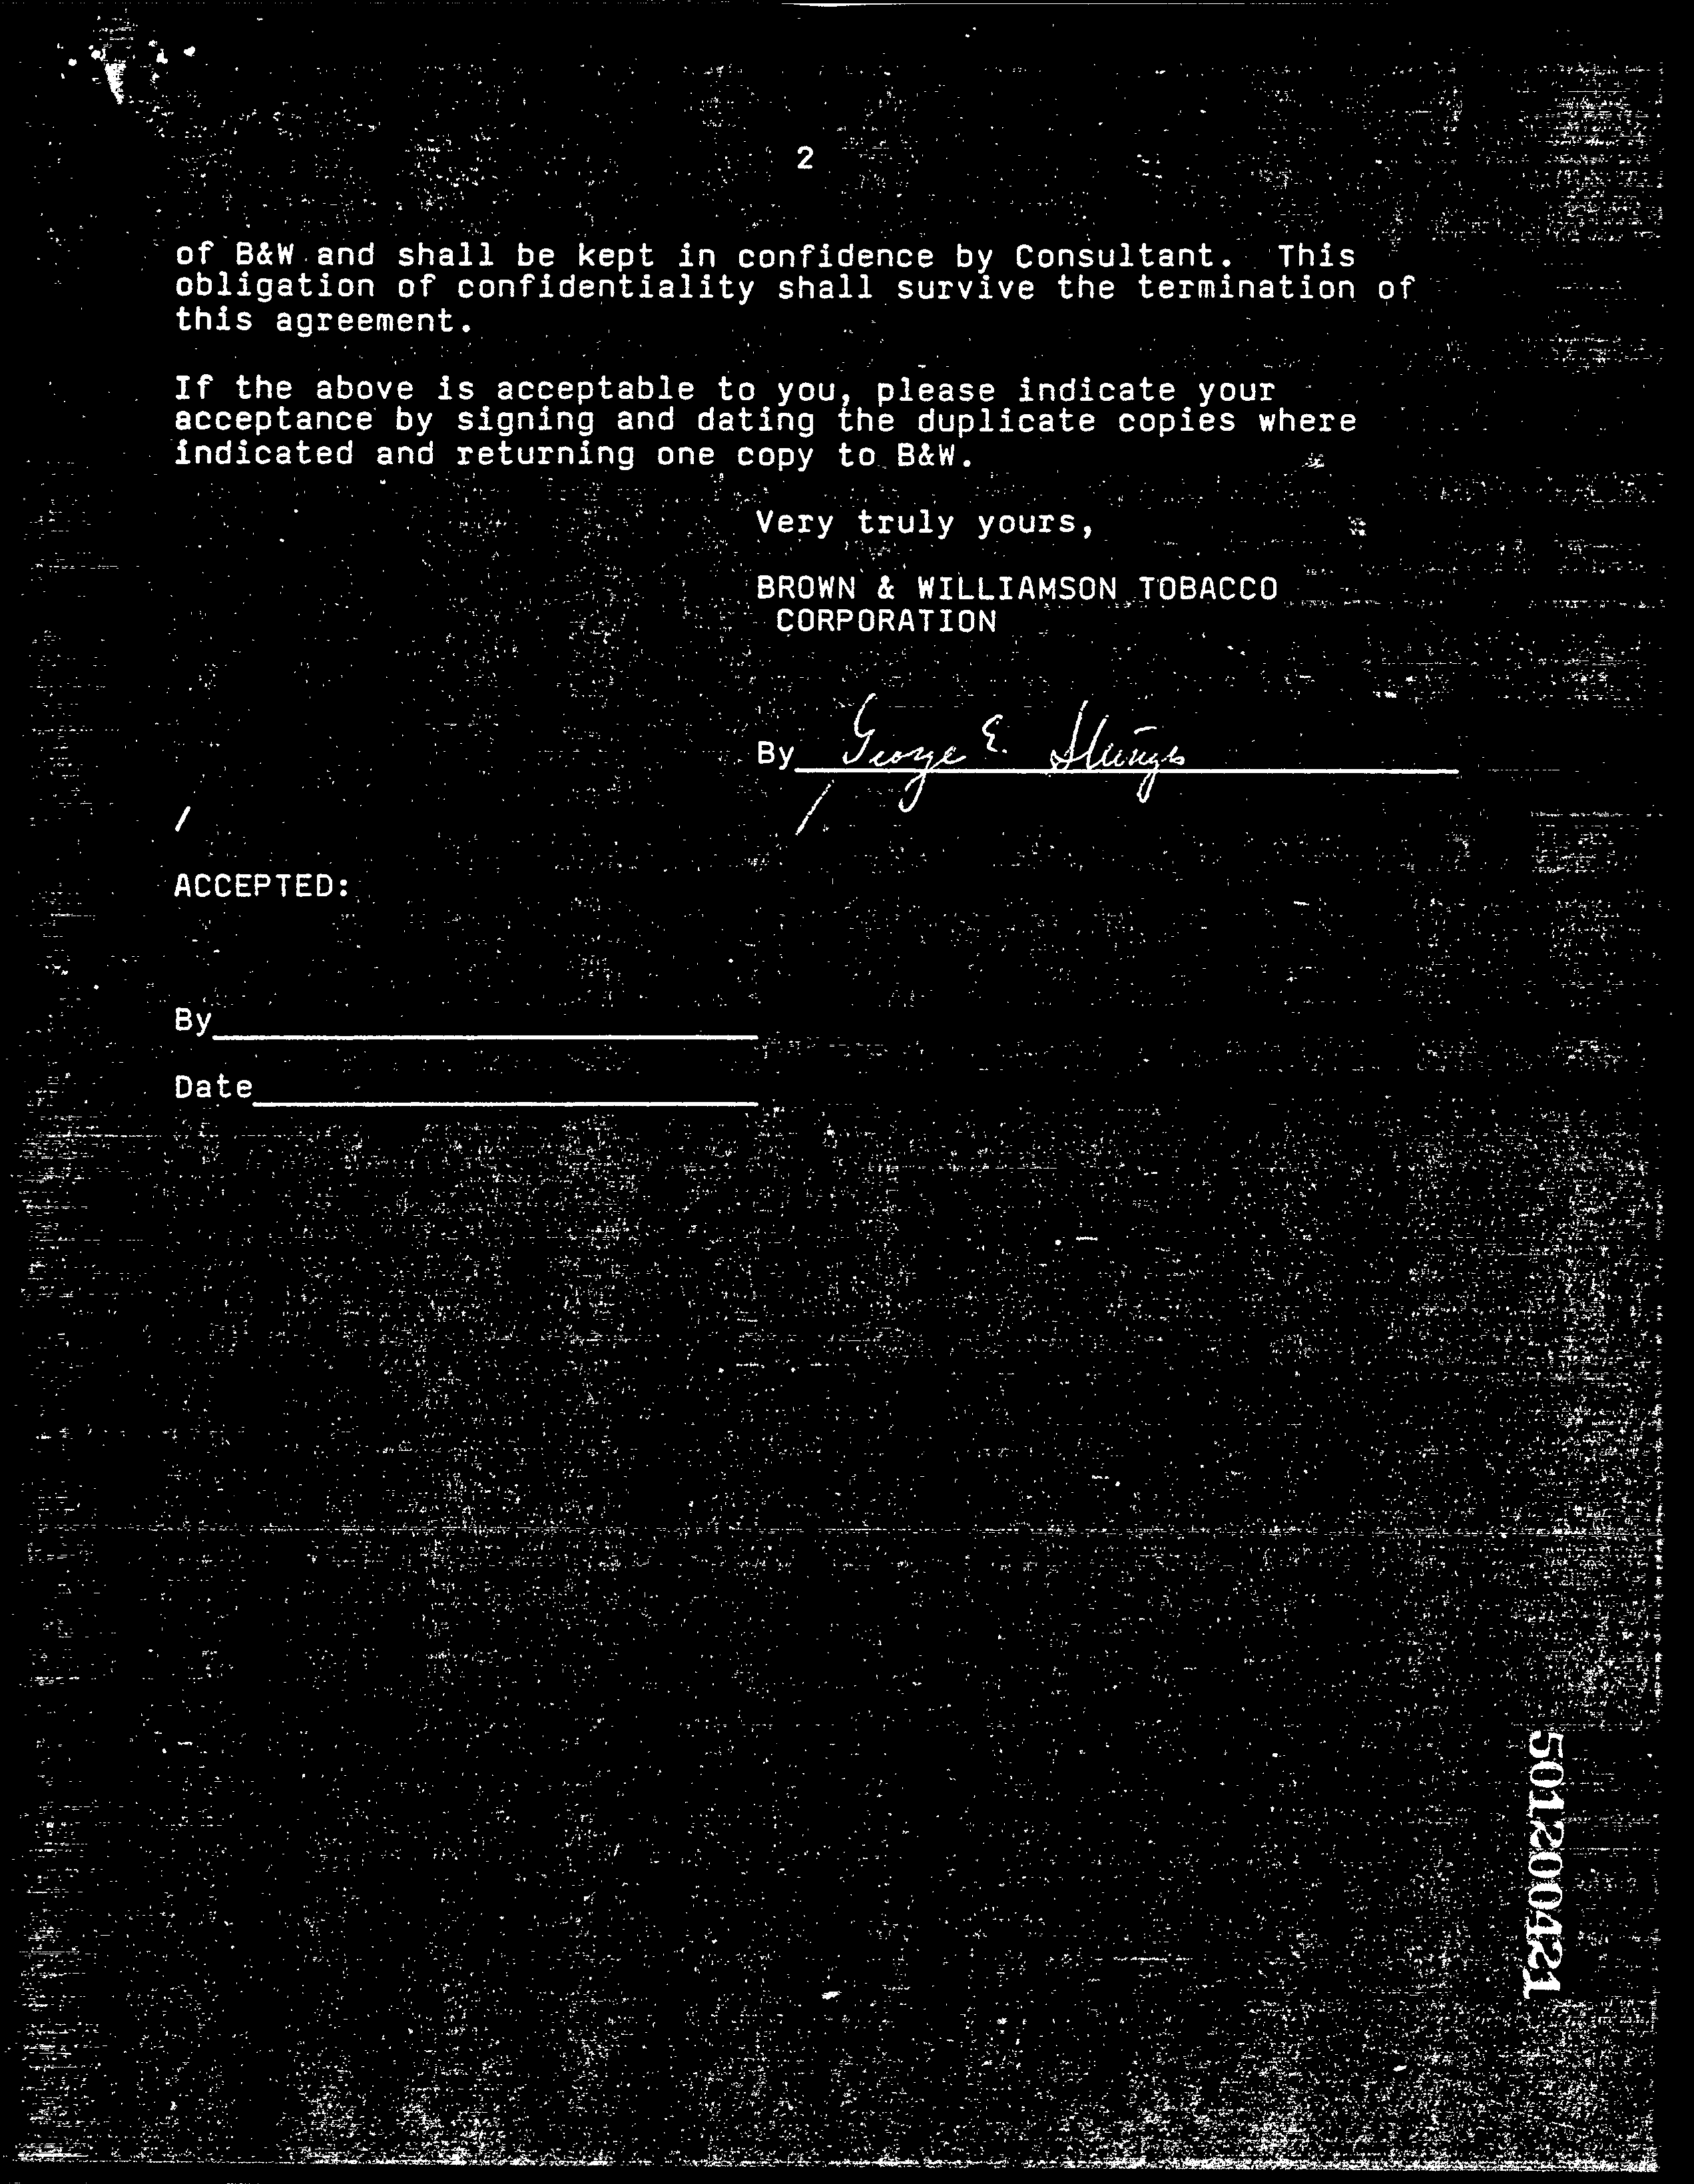 2
of B&W and shall be kept in confidence by Consultant. This
obligation of confidentiality shall survive the termination of
this agreement.
If the above is acceptable to you, please indicate your
acceptance by signing and dating the duplicate copies where
indicated and returning one copy to B&W.
Very truly yours,
BROWN & WILLIAMSON TOBACCO
CORPORATION
By George E.
ACCEPTED:
By
Date
501200421